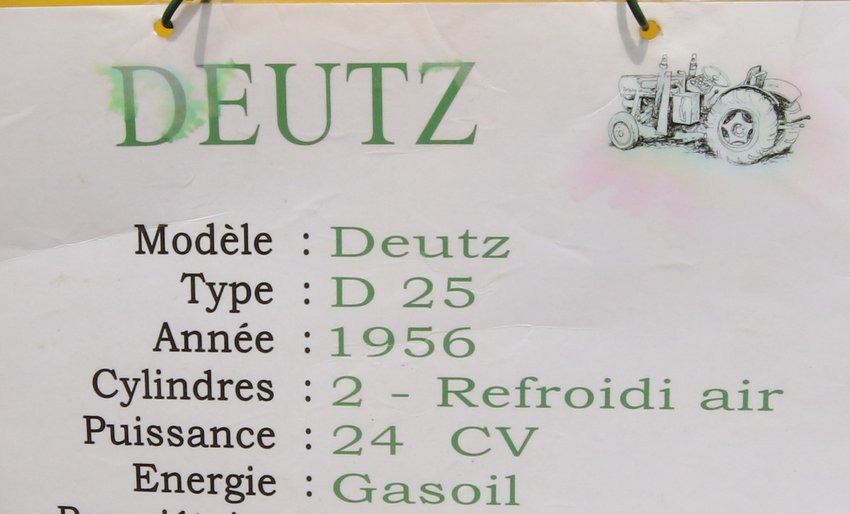 DEUTZ
Modèle : Deutz
Type : D 25
Année : 1956
Cylindres : 2 - Refroidi air
Puissance : 24 CV
Energie : Gasoil